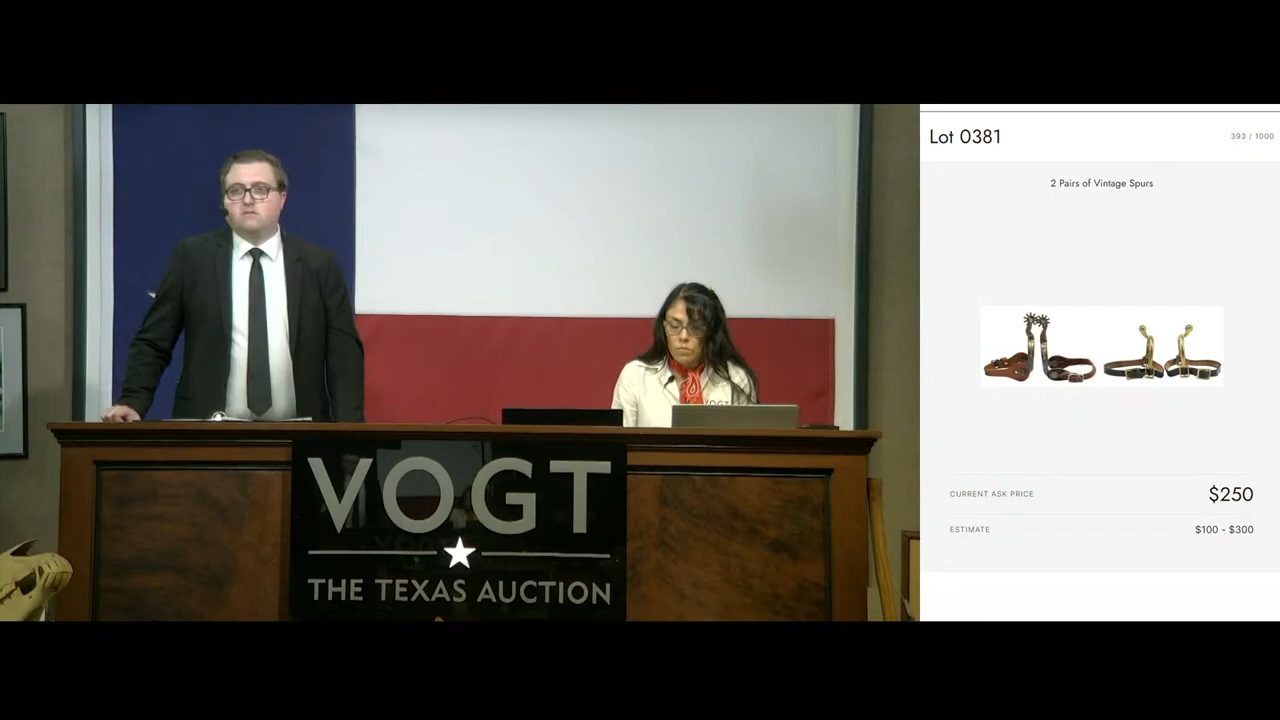 Lot 0381
393 / 1000
2 Pairs of Vintage Spurs
CURRENT ASK PRICE
$250
ESTIMATE
$100 - $300
VOGT
VOGT
THE TEXAS AUCTION